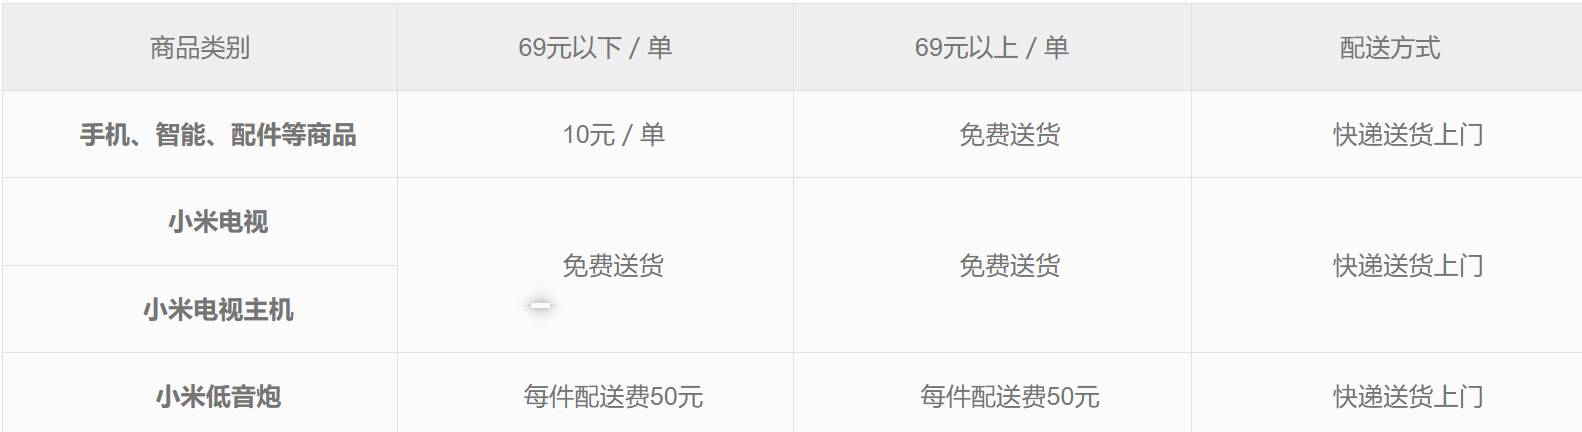 商品类别 69元以下 / 单 69元以上 / 单 配送方式
手机、智能、配件等商品 10元 / 单 免费送货 快递送货上门
小米电视
免费送货 免费送货 快递送货上门
小米电视主机
小米低音炮 每件配送费50元 每件配送费50元 快递送货上门